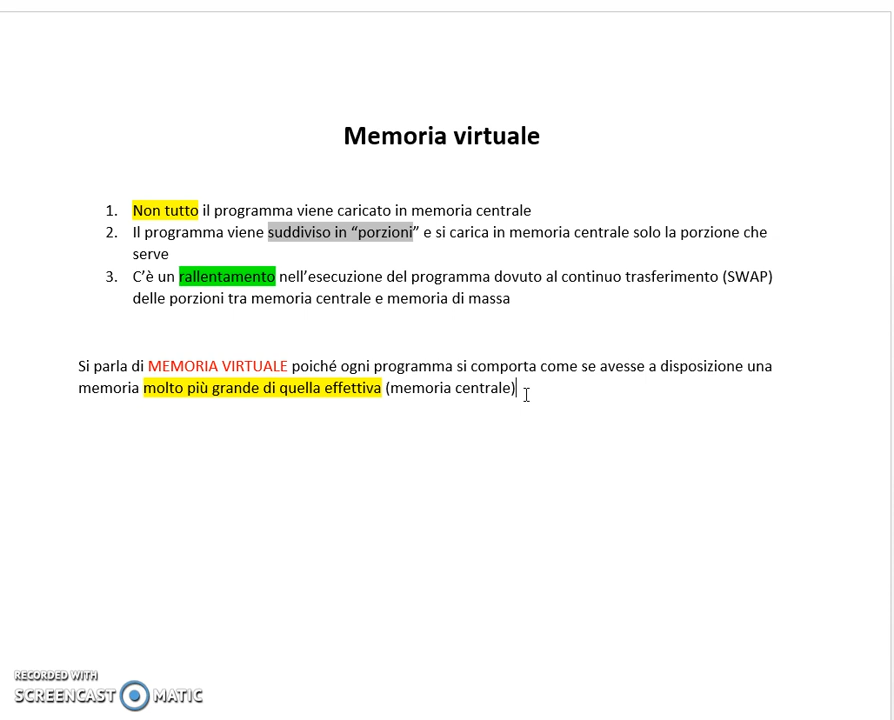 Memoria virtuale
1. Non tutto il programma viene caricato in memoria centrale
2. Il programma viene suddiviso in “porzioni” e si carica in memoria centrale solo la porzione che
serve
3. C’è un rallentamento nell’esecuzione del programma dovuto al continuo trasferimento (SWAP)
delle porzioni tra memoria centrale e memoria di massa
Si parla di MEMORIA VIRTUALE poiché ogni programma si comporta come se avesse a disposizione una
memoria molto più grande di quella effettiva (memoria centrale)
RECORDED WITH
SCREENCAST MATIC